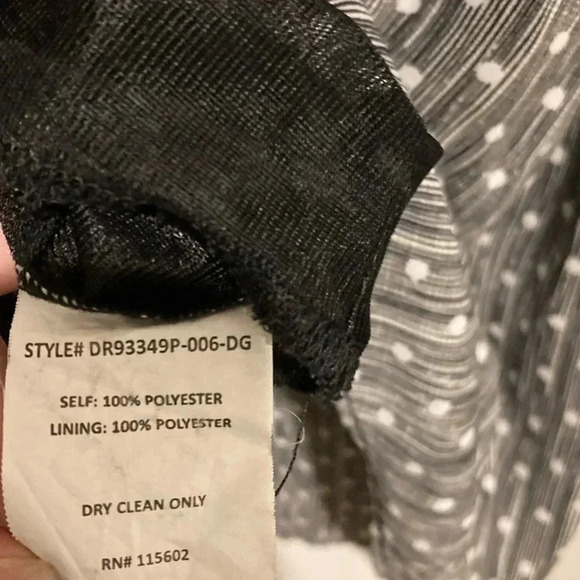 STYLE# DR93349P-006-DG
SELF: 100% POLYESTER
LINING: 100% POLYESTER
DRY CLEAN ONLY
RN# 115602